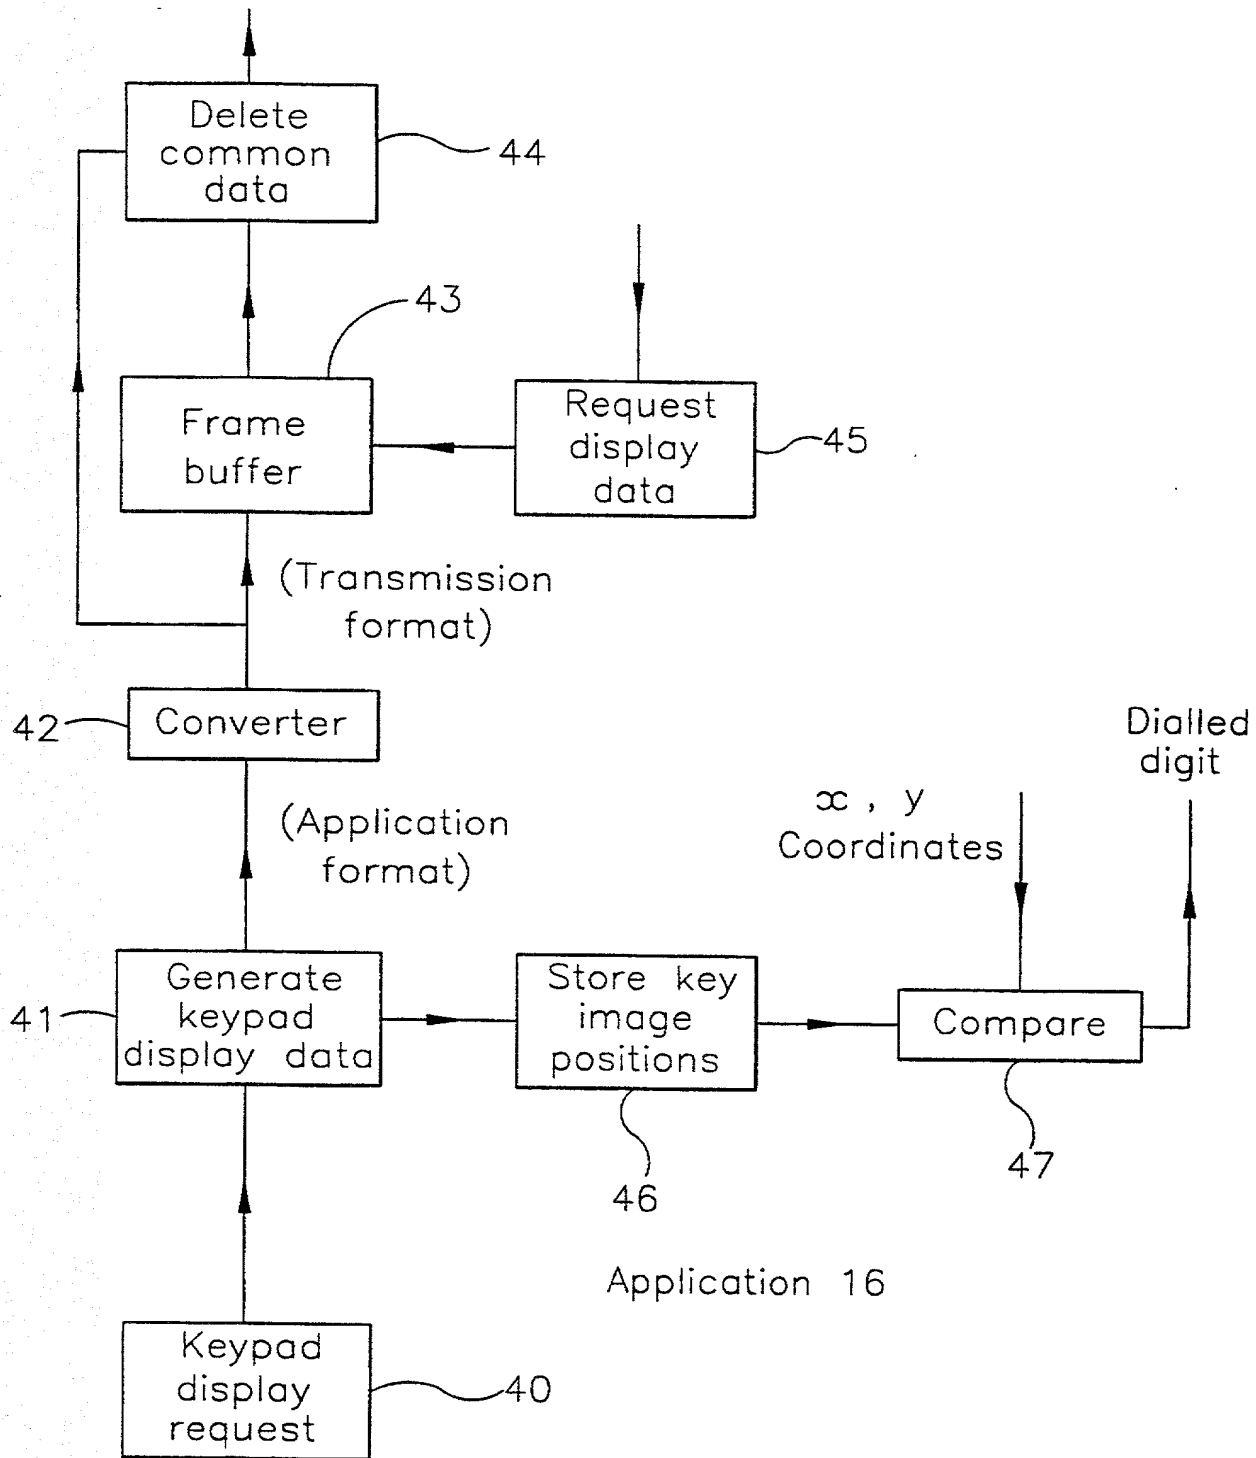 Delete
common
data
44
43
Frame
buffer
Request
display
data
45
(Transmission
format)
42
Converter
Dialled
digit
x , y
Coordinates
(Application
format)
41
Generate
keypad
display data
Store key
image
positions
Compare
46
47
Application 16
Keypad
display
request
40